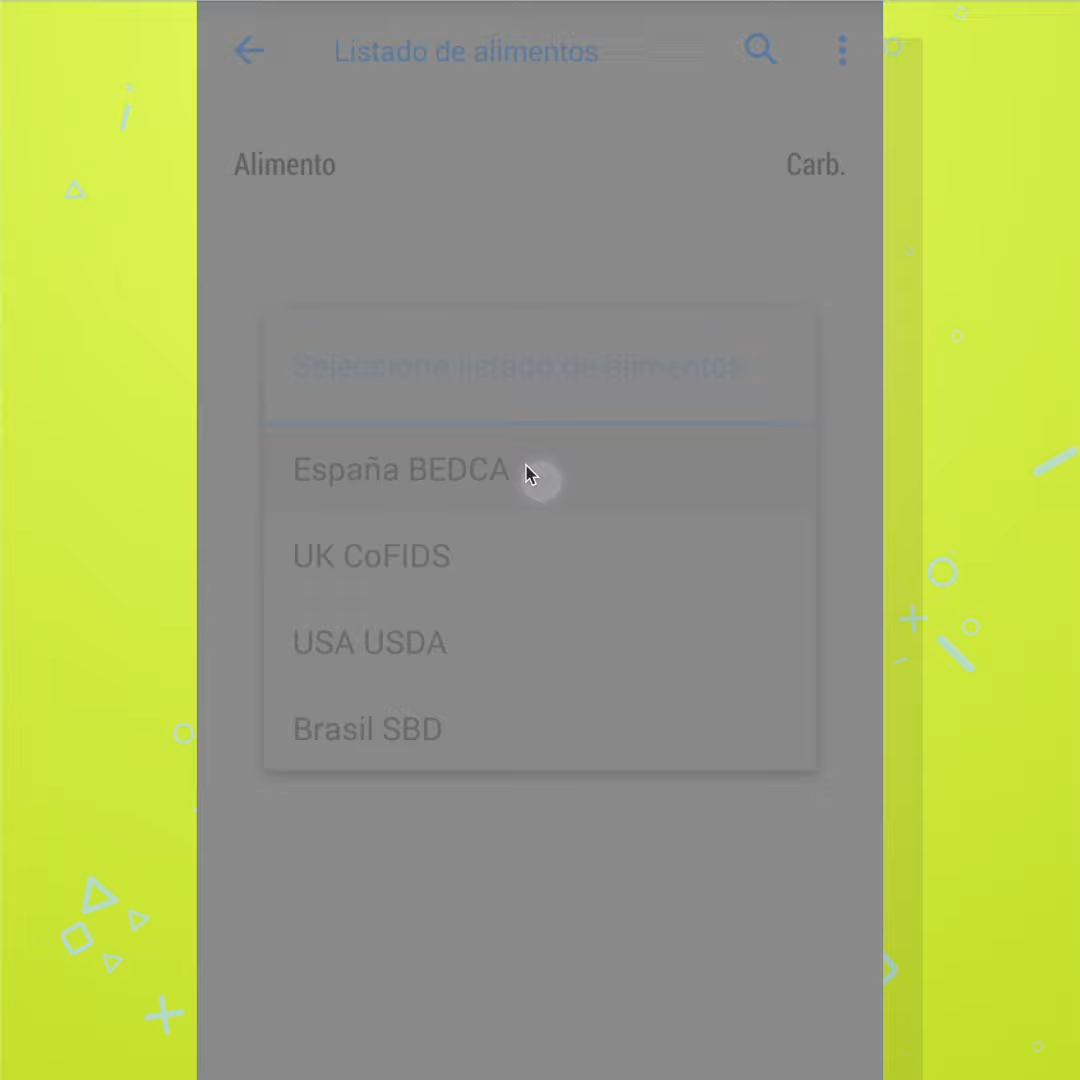 Listado de alimentos
Alimento Carb.
Seleccione listado de alimentos
España BEDCA
UK CoFIDS
USA USDA
Brasil SBD